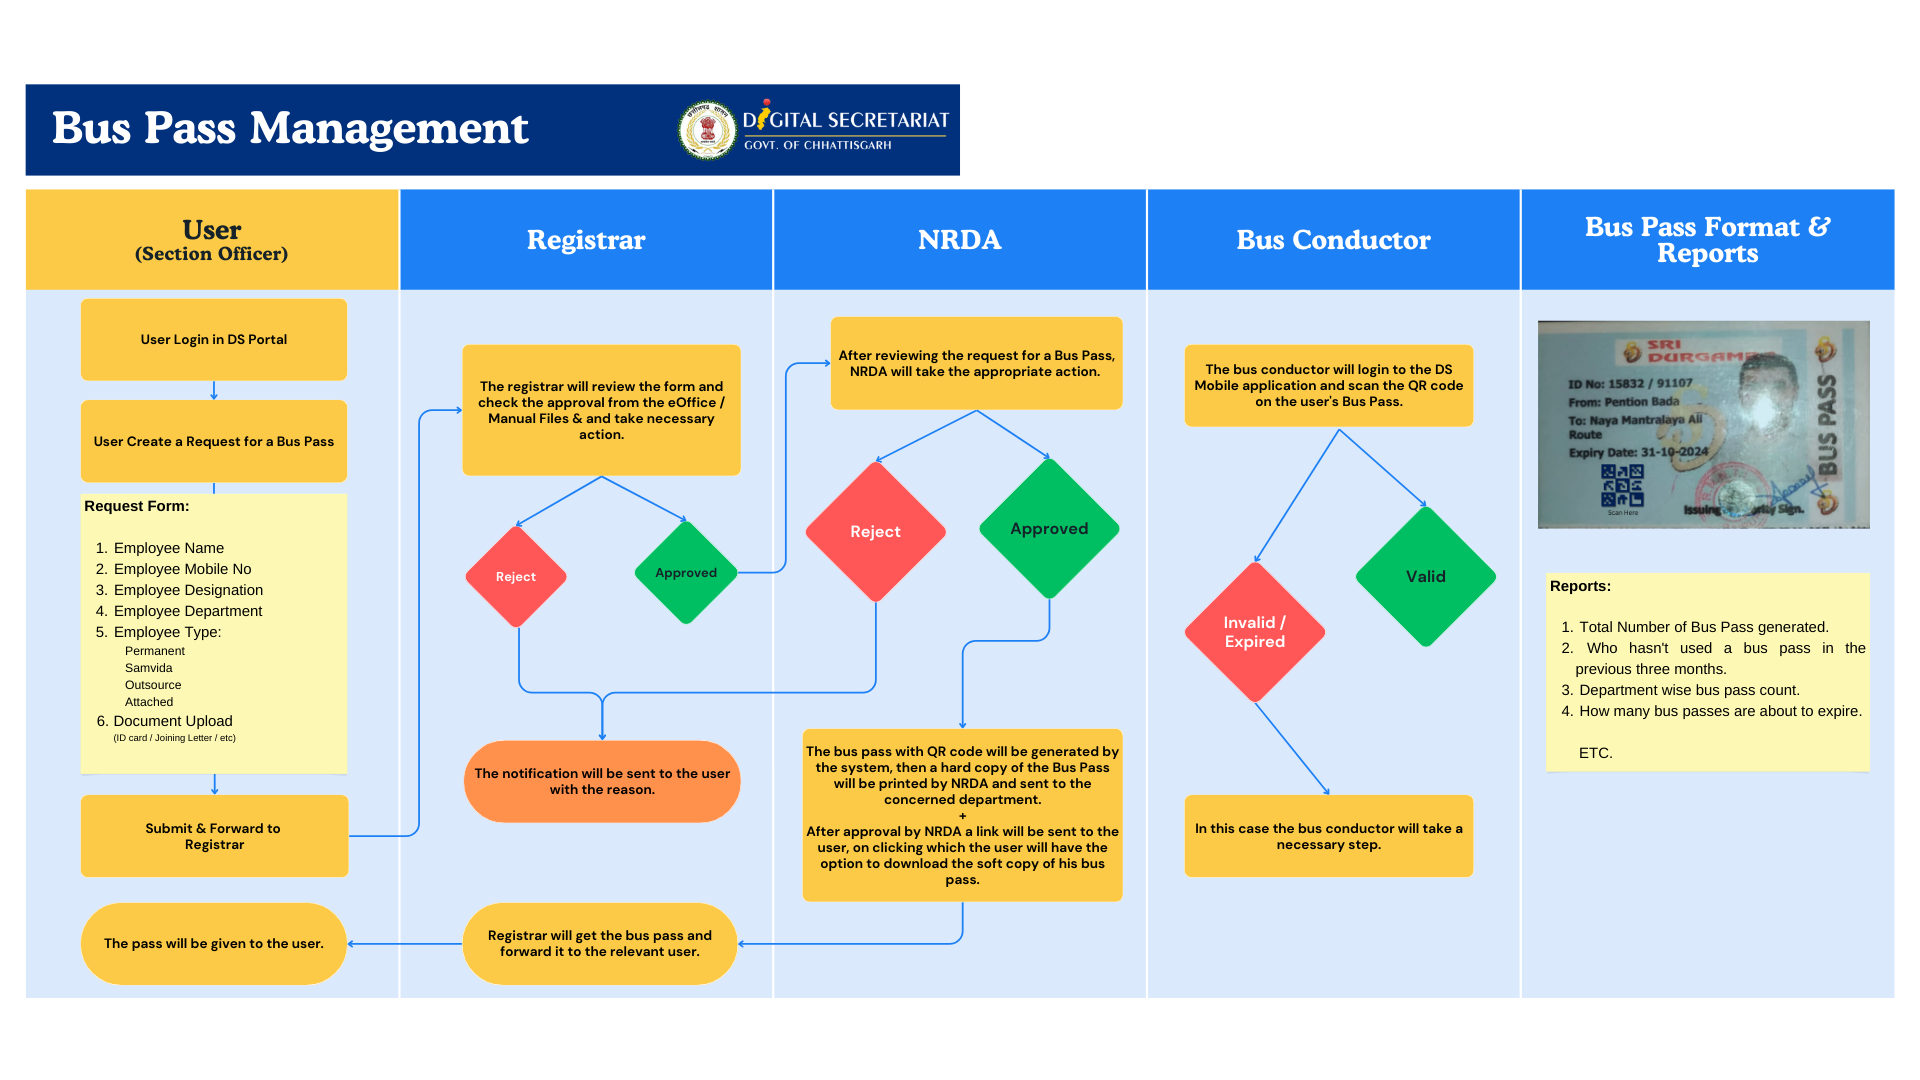 Bus Pass Management
DIGITAL SECRETARIAT
GOVT. OF CHHATTISGARH
User
(Section Officer)
Registrar
NRDA
Bus Conductor
Bus Pass Format &
Reports
User Login in DS Portal
User Create a Request for a Bus Pass
Request Form:
1. Employee Name
2. Employee Mobile No
3. Employee Designation
4. Employee Department
5. Employee Type:
Permanent
Samvida
Outsource
Attached
6. Document Upload
(ID card / Joining Letter / etc)
Submit & Forward to
Registrar
The pass will be given to the user.
The registrar will review the form and
check the approval from the eOffice /
Manual Files & and take necessary
action.
Reject
Approved
The notification will be sent to the user
with the reason.
Registrar will get the bus pass and
forward it to the relevant user.
After reviewing the request for a Bus Pass,
NRDA will take the appropriate action.
Reject
Approved
The bus pass with QR code will be generated by
the system, then a hard copy of the Bus Pass
will be printed by NRDA and sent to the
concerned department.
+
After approval by NRDA a link will be sent to the
user, on clicking which the user will have the
option to download the soft copy of his bus
pass.
The bus conductor will login to the DS
Mobile application and scan the QR code
on the user's Bus Pass.
Invalid /
Expired
Valid
In this case the bus conductor will take a
necessary step.
SRI
ID No: 15832 / 91107
From: Pention Bada
To: Naya Mantralaya All
Route
Expiry Date: 31-10-2024
Scan Here
Issuing
Sign.
BUS PASS
Reports:
1. Total Number of Bus Pass generated.
2. Who hasn't used a bus pass in the
previous three months.
3. Department wise bus pass count.
4. How many bus passes are about to expire.
ETC.